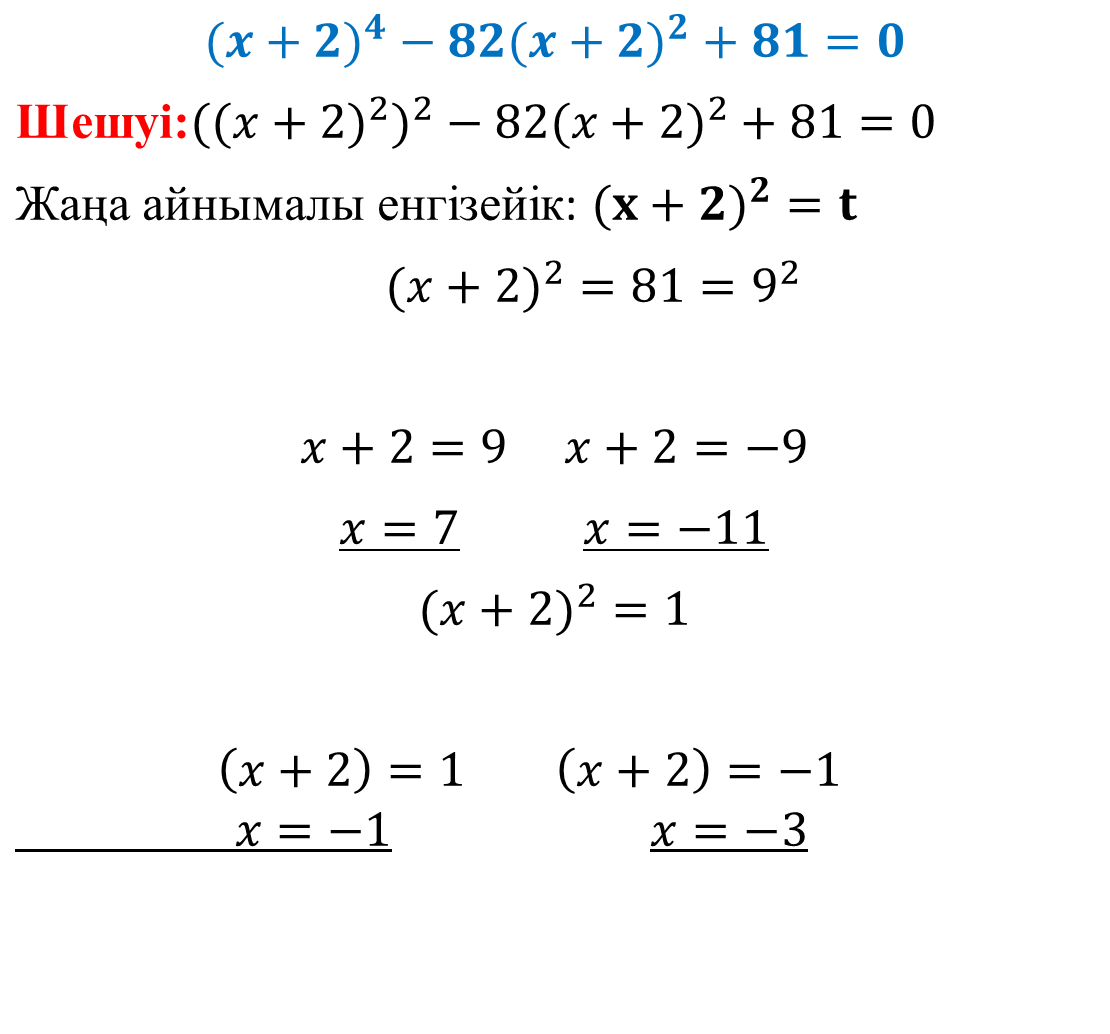 (x + 2)⁴ − 82(x + 2)² + 81 = 0
Шешуі:((x + 2)²)² − 82(x + 2)² + 81 = 0
Жаңа айнымалы енгізейік: (x + 2)² = t
(x + 2)² = 81 = 9²
x + 2 = 9 x + 2 = −9
x = 7 x = −11
(x + 2)² = 1
(x + 2) = 1 (x + 2) = −1
x = −1 x = −3